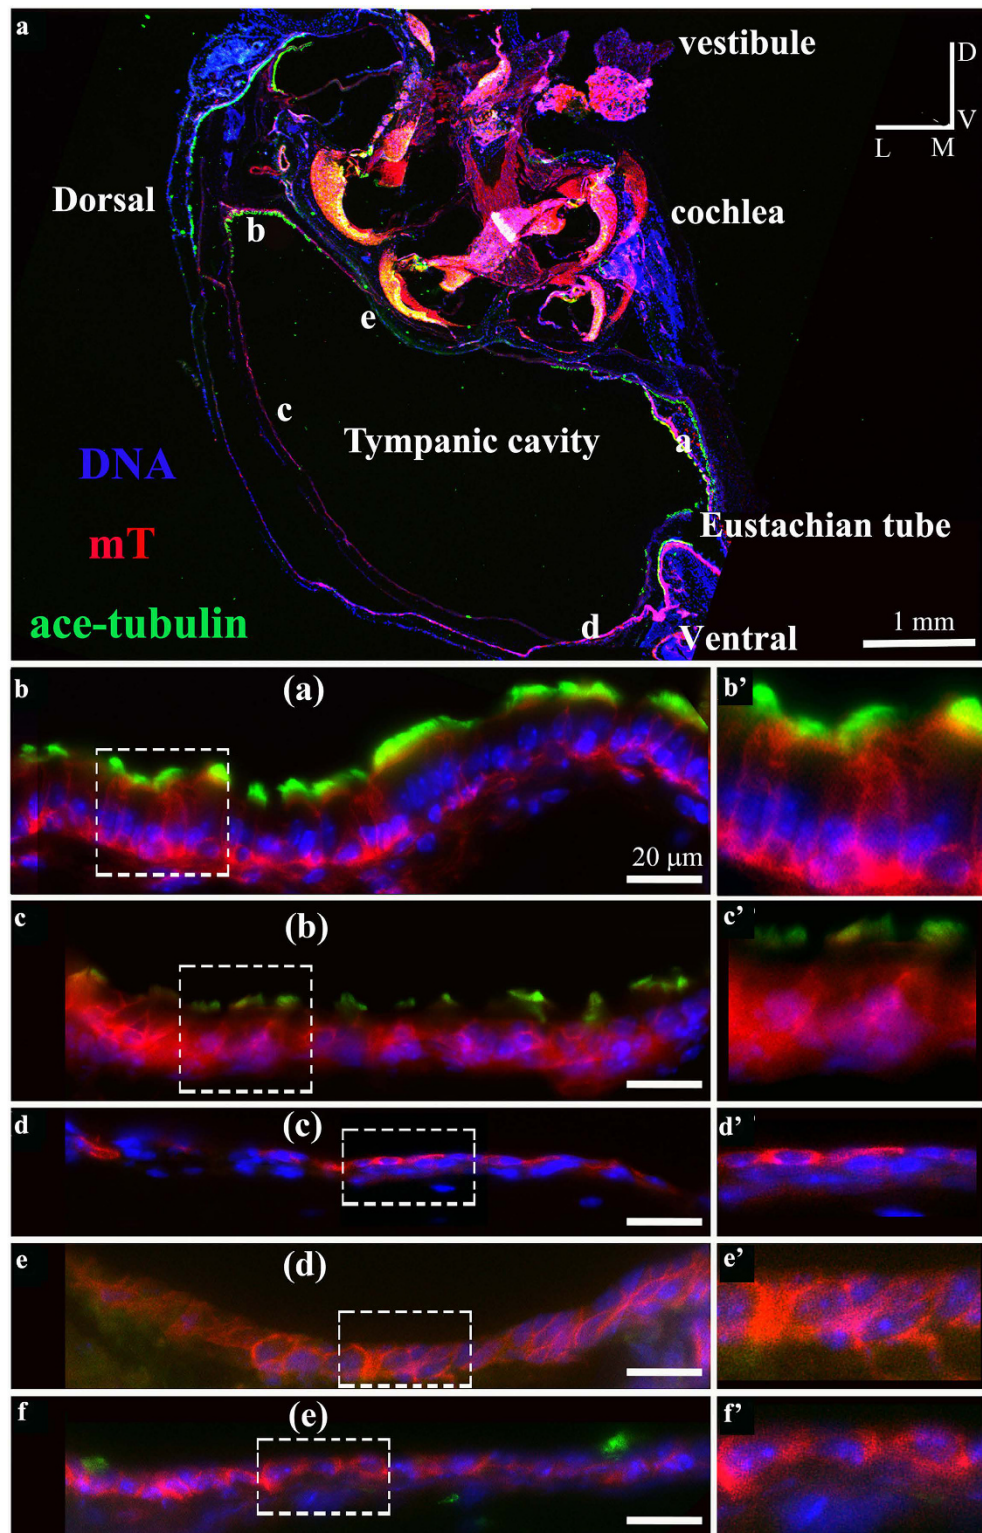 a
vestibule
D
V
L M
Dorsal
b
cochlea
e
c
Tympanic cavity
a
DNA
Eustachian tube
mT
ace-tubulin
d
Ventral
1 mm
b (a) b’
20 μm
c (b) c’
d (c) d’
e (d) e’
f (e) f’